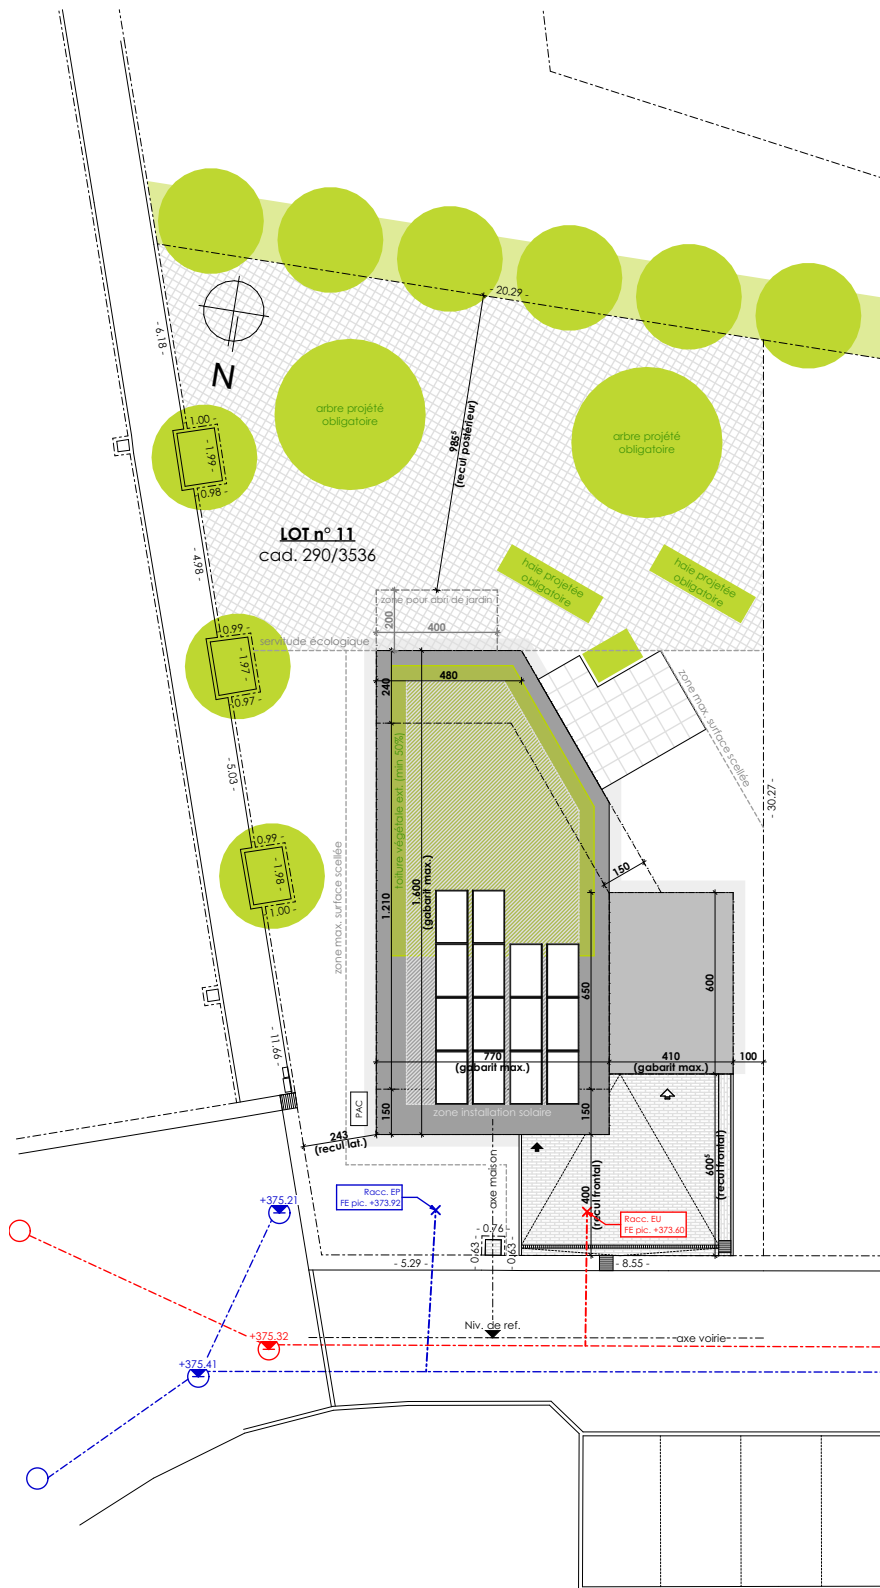 - 20.29 -
- 6.18 -
N
arbre projété
obligatoire
arbre projété
obligatoire
985⁵
(recul postérieur)
- 1.00 -
- 1.99 -
- 0.98 -
LOT n° 11
cad. 290/3536
- 4.98 -
haie projetée
obligatoire
haie projetée
obligatoire
zone pour abri de jardin
200
400
- 0.99 -
- 1.97 -
- 0.97 -
servitude écologique
240
480
zone max. surface scellée
- 5.03 -
toiture végétale ext. (min 50%)
- 30.27 -
- 0.99 -
- 1.98 -
- 1.00 -
zone max. surface scellée
1.210
1.600
(gabarit max.)
150
650
600
- 11.66 -
770
(gabarit max.)
410
(gabarit max.)
100
PAC
150
zone installation solaire
150
243
(recul lat.)
axe maison
400
(recul frontal)
600⁵
(recul frontal)
+375.21
Racc. EP
FE pic. +373.92
Racc. EU
FE pic. +373.60
- 0.76 -
- 0.63 -
- 0.63 -
- 5.29 -
- 8.55 -
Niv. de ref.
+375.32
axe voirie
+375.41